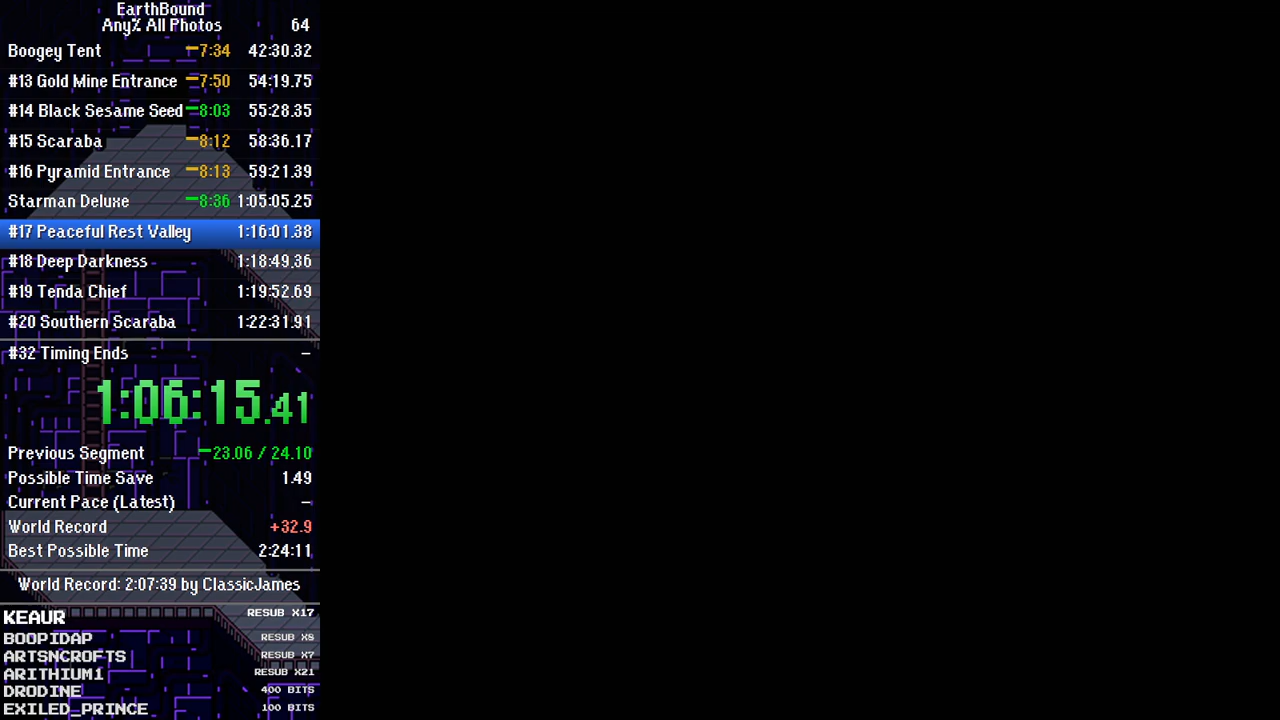 EarthBound
Any% All Photos 64
Boogey Tent -7:34 42:30.32
#13 Gold Mine Entrance -7:50 54:19.75
#14 Black Sesame Seed -8:03 55:28.35
#15 Scaraba -8:12 58:36.17
#16 Pyramid Entrance -8:13 59:21.39
Starman Deluxe -8:36 1:05:05.25
#17 Peaceful Rest Valley 1:16:01.38
#18 Deep Darkness 1:18:49.36
#19 Tenda Chief 1:19:52.69
#20 Southern Scaraba 1:22:31.91
#32 Timing Ends -
1:06:15.41
Previous Segment -23.06 / 24.10
Possible Time Save 1.49
Current Pace (Latest) -
World Record +32.9
Best Possible Time 2:24:11
World Record: 2:07:39 by ClassicJames
KEAUR RESUB X17
BOOPIDAP RESUB X8
ARTSNCROFTS RESUB X7
ARITHIUM1 RESUB X21
DRODINE 400 BITS
EXILED_PRINCE 100 BITS